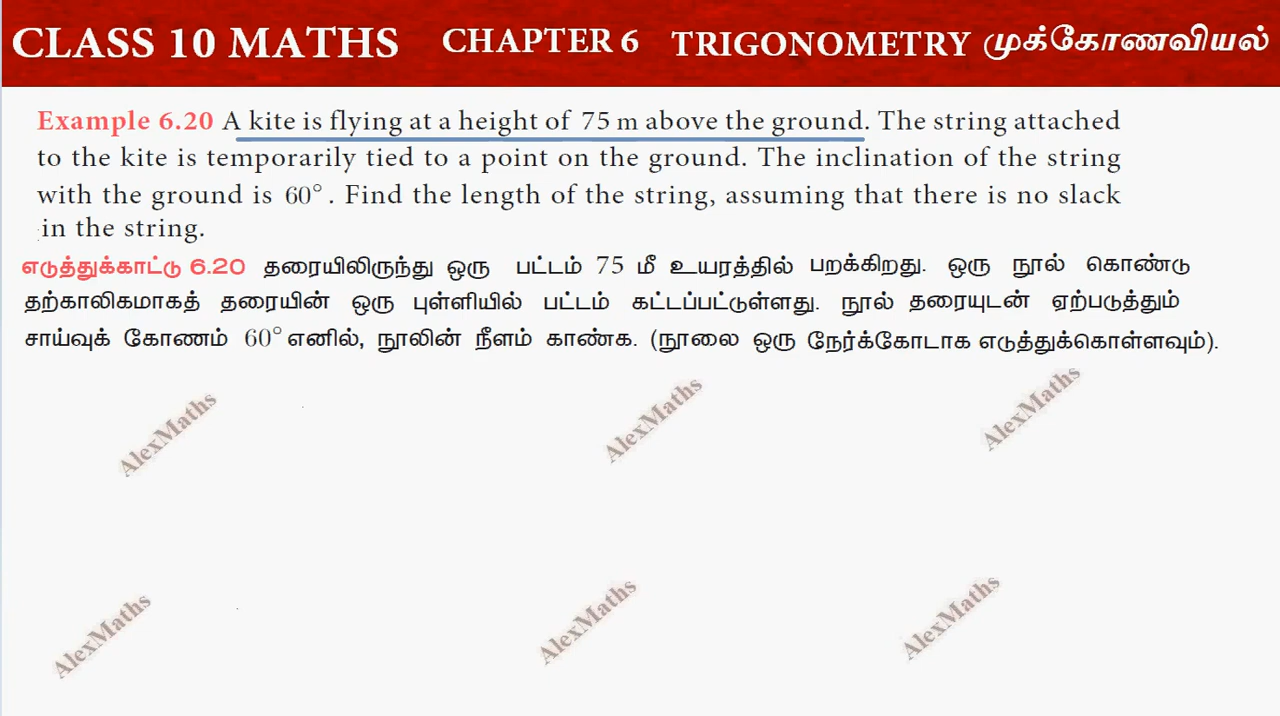 CLASS 10 MATHS CHAPTER 6 TRIGONOMETRY முக்கோணவியல்
Example 6.20 A kite is flying at a height of 75 m above the ground. The string attached
to the kite is temporarily tied to a point on the ground. The inclination of the string
with the ground is 60°. Find the length of the string, assuming that there is no slack
in the string.
எடுத்துக்காட்டு 6.20 தரையிலிருந்து ஒரு பட்டம் 75 மீ உயரத்தில் பறக்கிறது. ஒரு நூல் கொண்டு
தற்காலிகமாகத் தரையின் ஒரு புள்ளியில் பட்டம் கட்டப்பட்டுள்ளது. நூல் தரையுடன் ஏற்படுத்தும்
சாய்வுக் கோணம் 60° எனில், நூலின் நீளம் காண்க. (நூலை ஒரு நேர்க்கோடாக எடுத்துக்கொள்ளவும்).
AlexMaths AlexMaths AlexMaths
AlexMaths AlexMaths AlexMaths